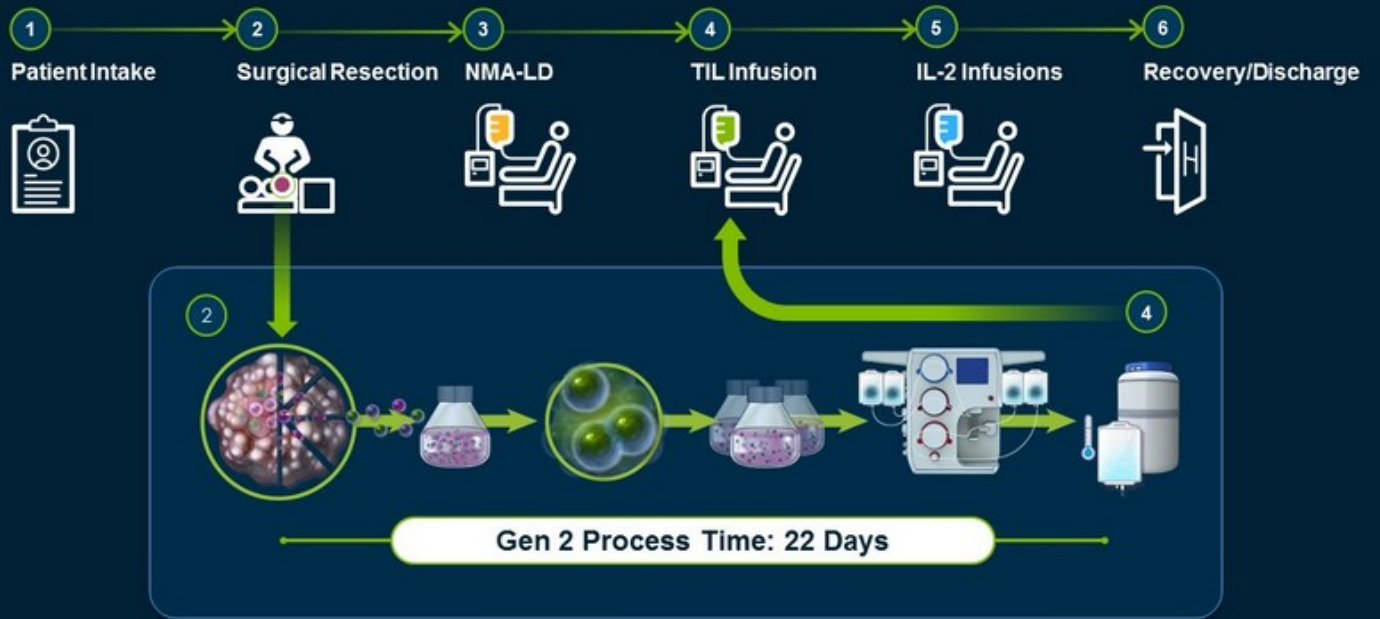 1
2
3
4
5
6
Patient Intake
Surgical Resection
NMA-LD
TIL Infusion
IL-2 Infusions
Recovery/Discharge
H
2
4
Gen 2 Process Time: 22 Days